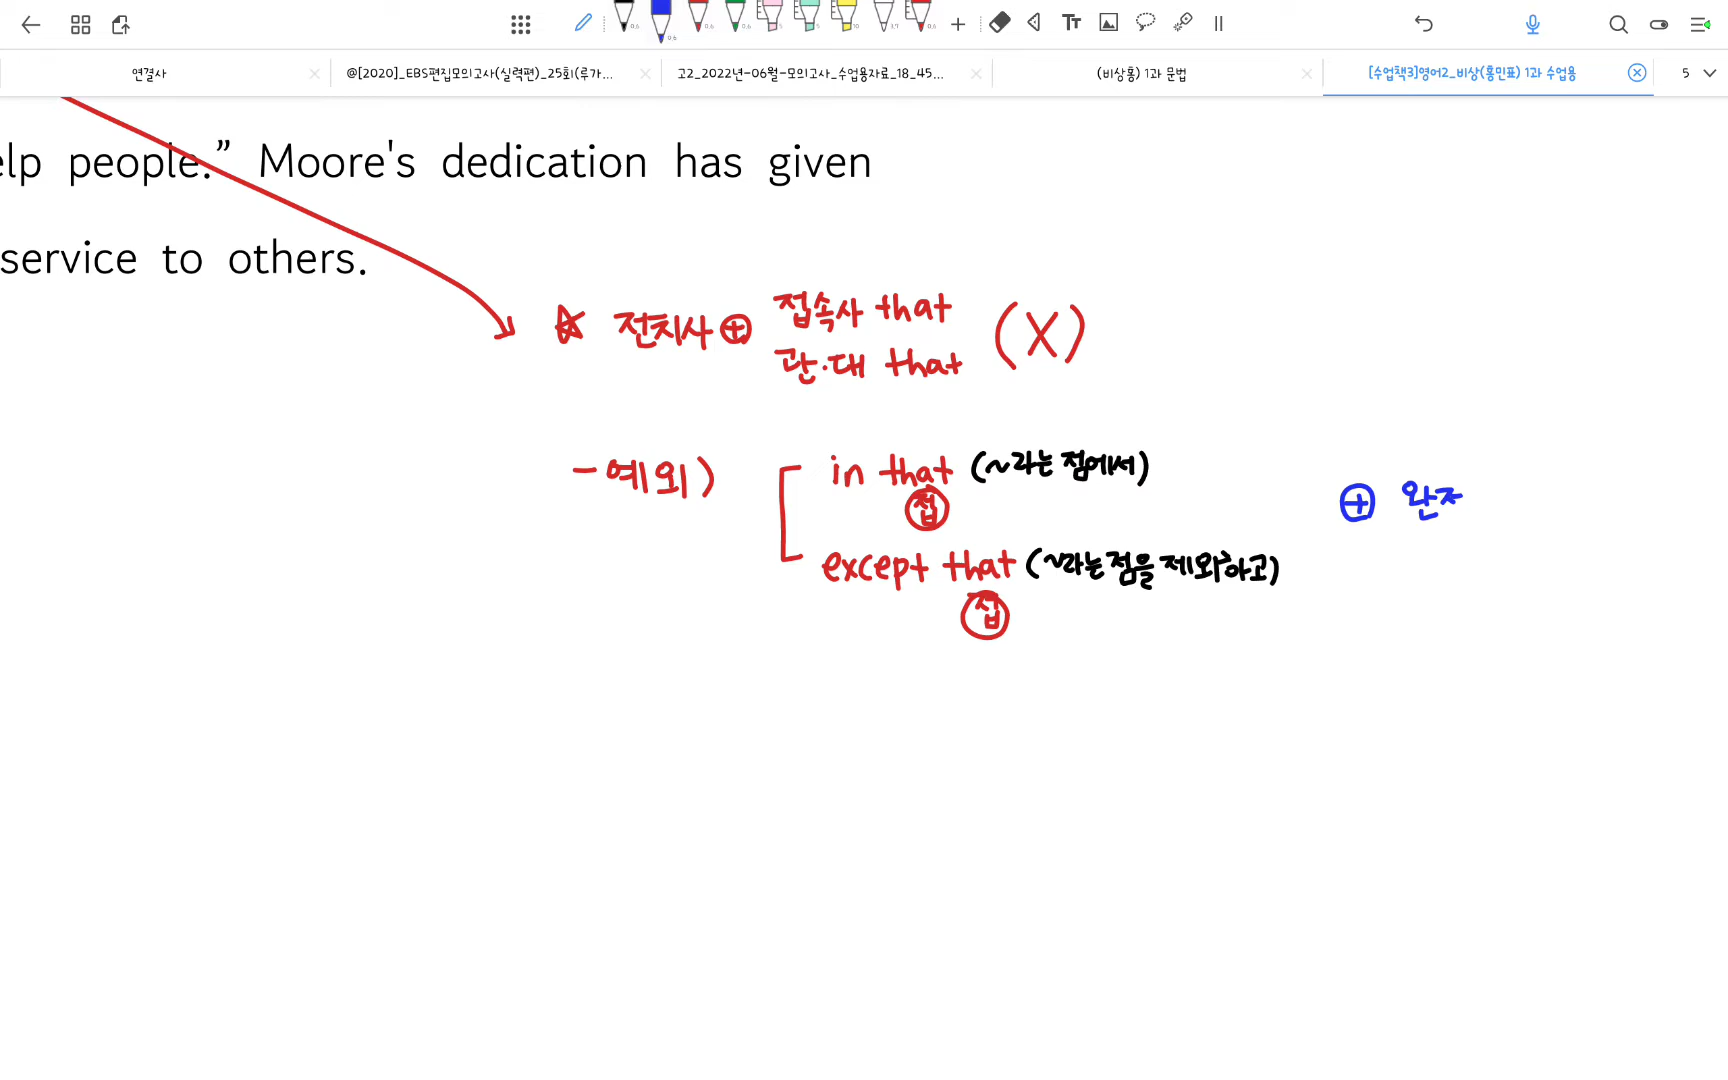 연결사
@[2020]_EBS편집모의고사(실력편)_25회(루가...
고2_2022년-06월-모의고사_수업용자료_18_45...
(비상홍) 1과 문법
[수업책3]영어2_비상(홍민표) 1과 수업용
5
elp people.” Moore's dedication has given
service to others.
☆ 전치사 ⊕ 접속사 that
관·대 that (X)
- 예외) in that (~라는 점에서)
접
⊕ 완
except that (~라는 점을 제외하고)
접